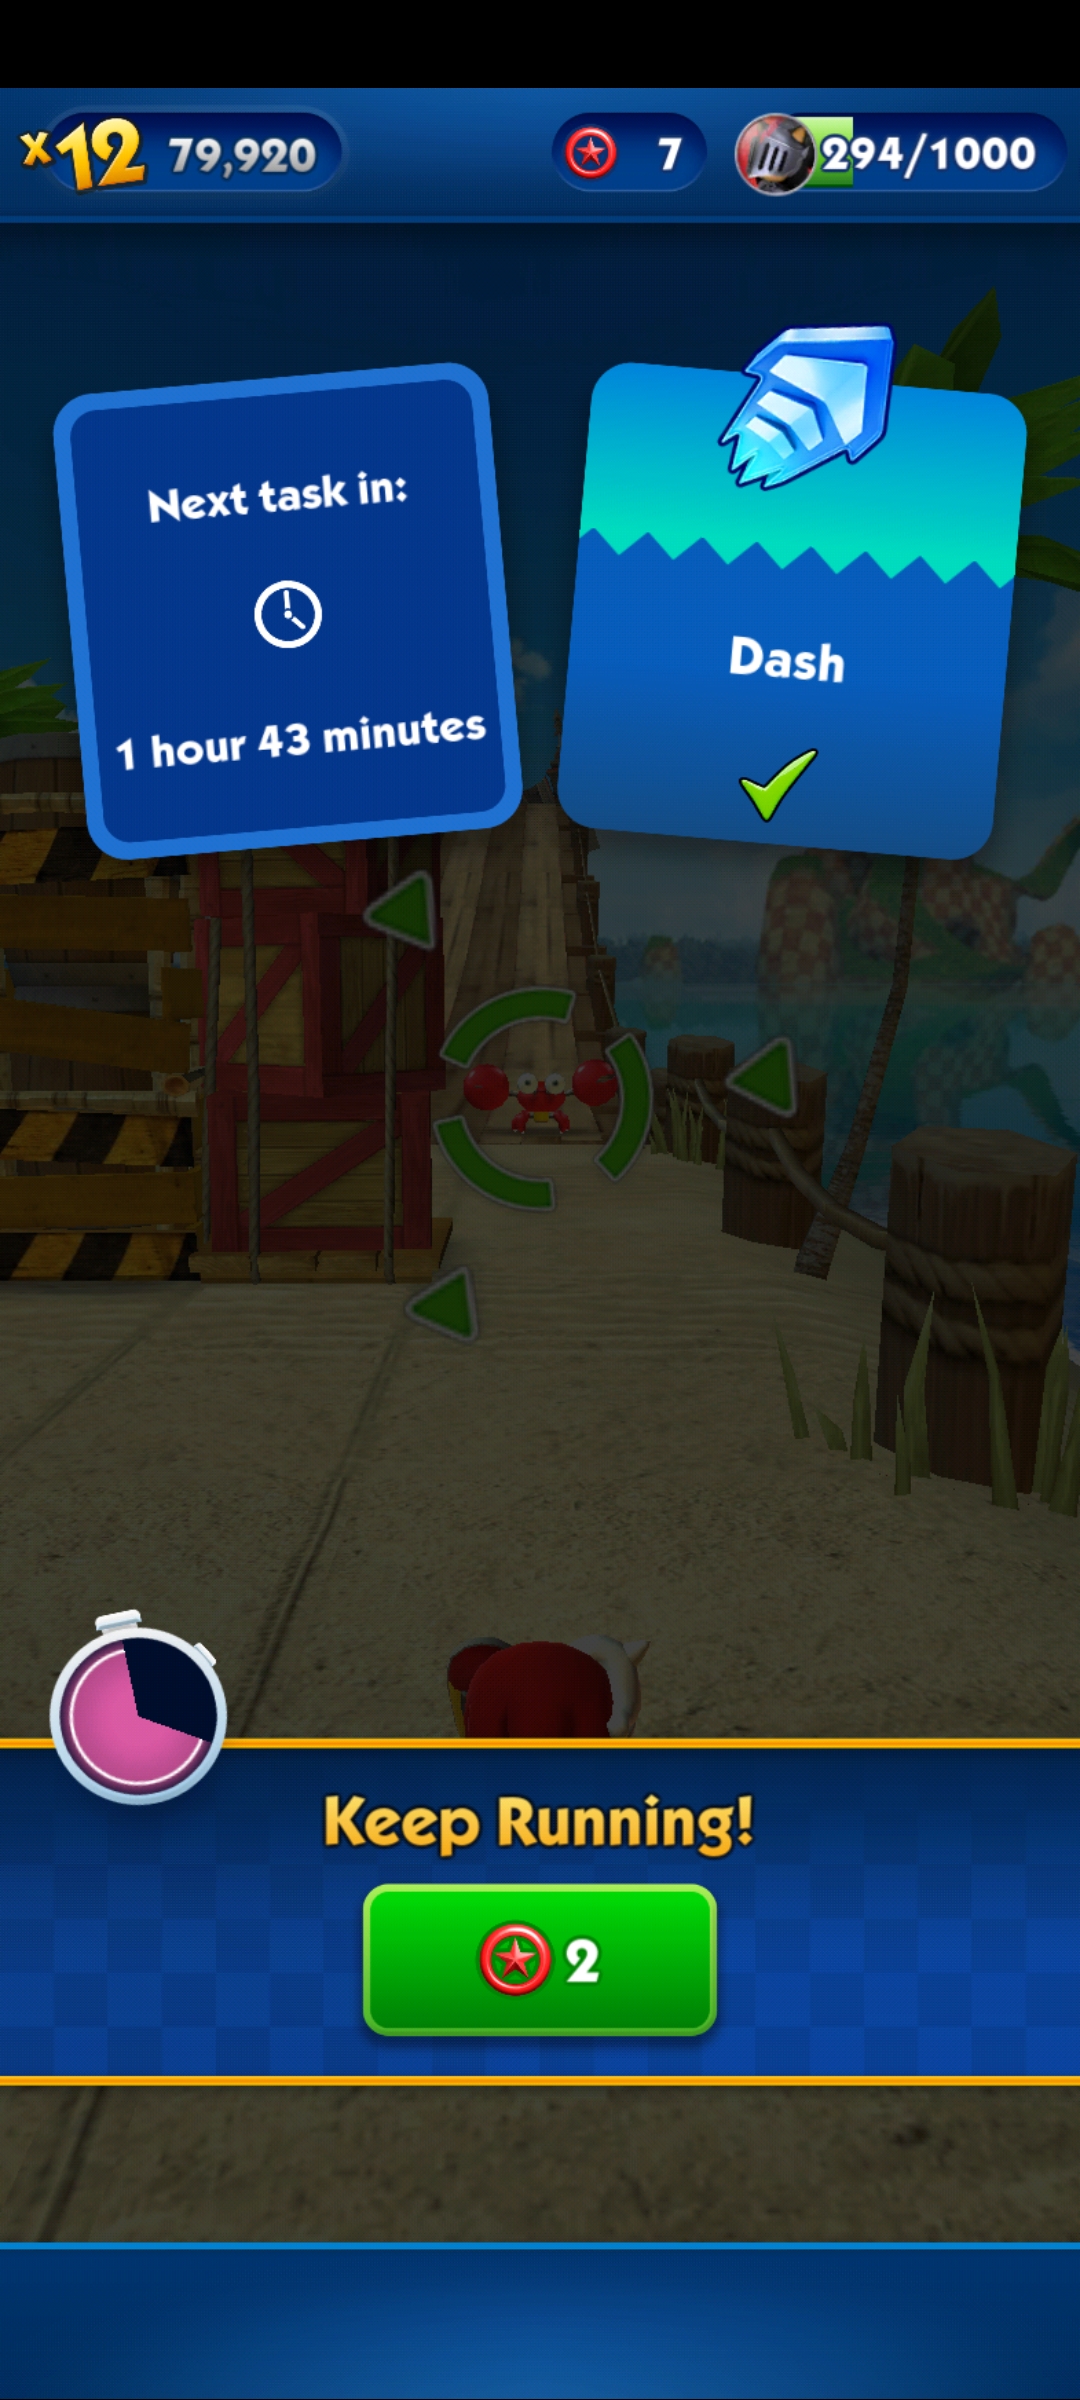 x12 79,920
7
294/1000
Next task in:
1 hour 43 minutes
Dash
Keep Running!
2